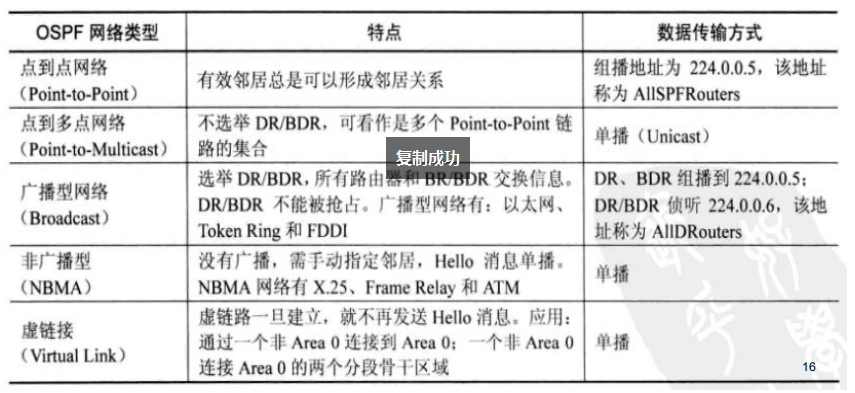 OSPF 网络类型 特点 数据传输方式
点到点网络
（Point-to-Point）
有效邻居总是可以形成邻居关系
组播地址为 224.0.0.5，该地址
称为 AllSPFRouters
点到多点网络
（Point-to-Multicast）
不选举 DR/BDR，可看作是多个 Point-to-Point 链
路的集合
单播（Unicast）
复制成功
广播型网络
（Broadcast）
选举 DR/BDR，所有路由器和 BR/BDR 交换信息。
DR/BDR 不能被抢占。广播型网络有：以太网、
Token Ring 和 FDDI
DR、BDR 组播到 224.0.0.5；
DR/BDR 侦听 224.0.0.6，该地
址称为 AllDRouters
非广播型
（NBMA）
没有广播，需手动指定邻居，Hello 消息单播。
NBMA 网络有 X.25、Frame Relay 和 ATM
单播
虚链接
（Virtual Link）
虚链路一旦建立，就不再发送 Hello 消息。应用：
通过一个非 Area 0 连接到 Area 0；一个非 Area 0
连接 Area 0 的两个分段骨干区域
单播
16